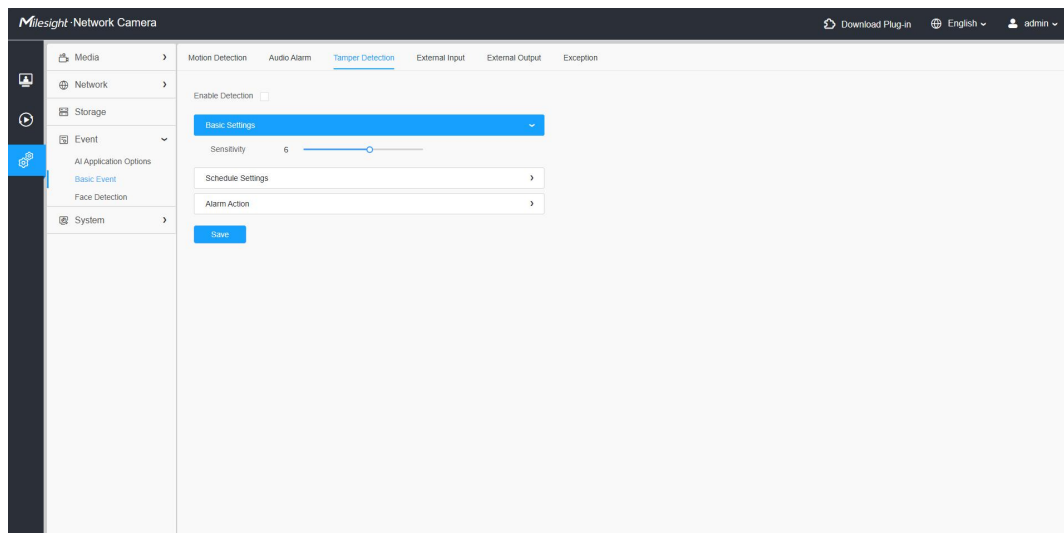 Milesight · Network Camera
Download Plug-in
English
admin
Media
Network
Storage
Event
AI Application Options
Basic Event
Face Detection
System
Motion Detection Audio Alarm Tamper Detection External Input External Output Exception
Enable Detection
Basic Settings
Sensitivity 6
Schedule Settings
Alarm Action
Save